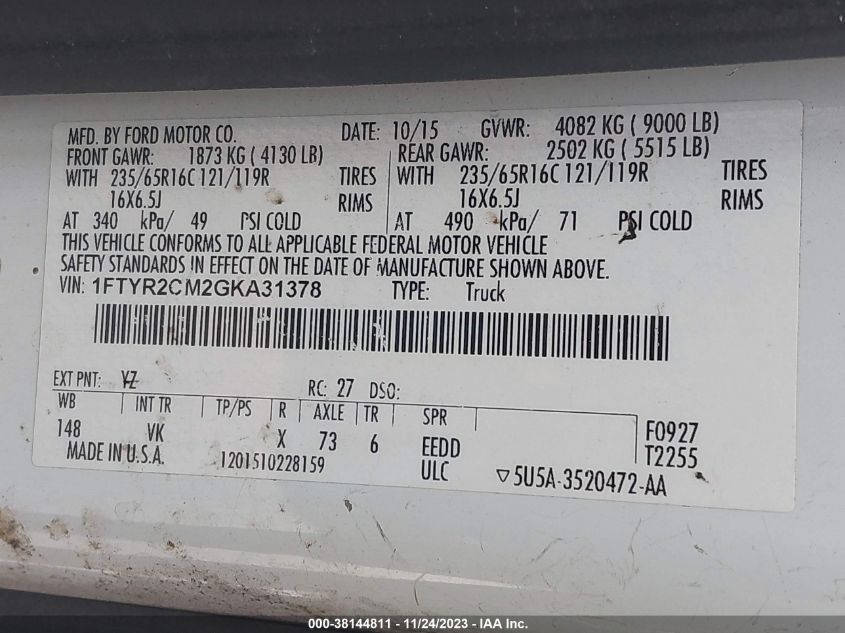 MFD. BY FORD MOTOR CO. DATE: 10/15 GVWR: 4082 KG ( 9000 LB)
FRONT GAWR: 1873 KG ( 4130 LB) REAR GAWR: 2502 KG ( 5515 LB)
WITH 235/65R16C 121/119R TIRES WITH 235/65R16C 121/119R TIRES
16X6.5J RIMS 16X6.5J RIMS
AT 340 kPa/ 49 PSI COLD AT 490 kPa/ 71 PSI COLD
THIS VEHICLE CONFORMS TO ALL APPLICABLE FEDERAL MOTOR VEHICLE
SAFETY STANDARDS IN EFFECT ON THE DATE OF MANUFACTURE SHOWN ABOVE.
VIN: 1FTYR2CM2GKA31378 TYPE: Truck
EXT PNT: YZ RC: 27 DSO:
WB INT TR TP/PS R AXLE TR SPR
148 VK X 73 6 EEDD F0927
MADE IN U.S.A. 1201510228159 ULC T2255
▽5U5A-3520472-AA
000-38144811 - 11/24/2023 - IAA Inc.